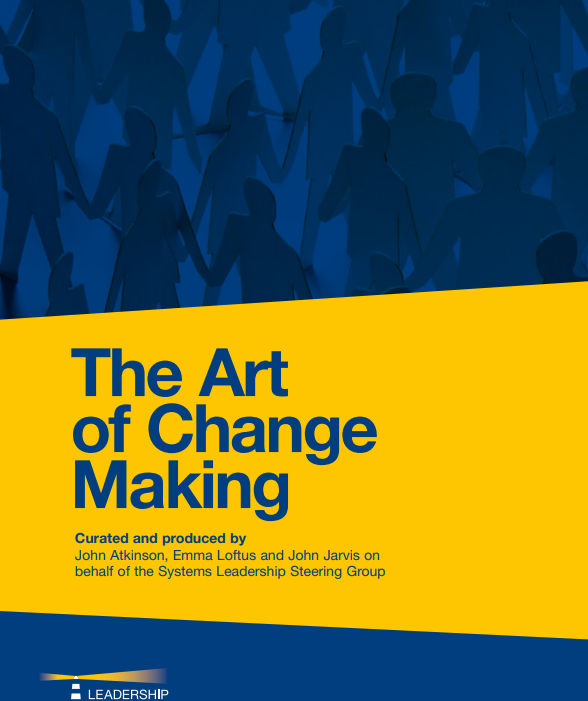 The Art
of Change
Making
Curated and produced by
John Atkinson, Emma Loftus and John Jarvis on
behalf of the Systems Leadership Steering Group
LEADERSHIP